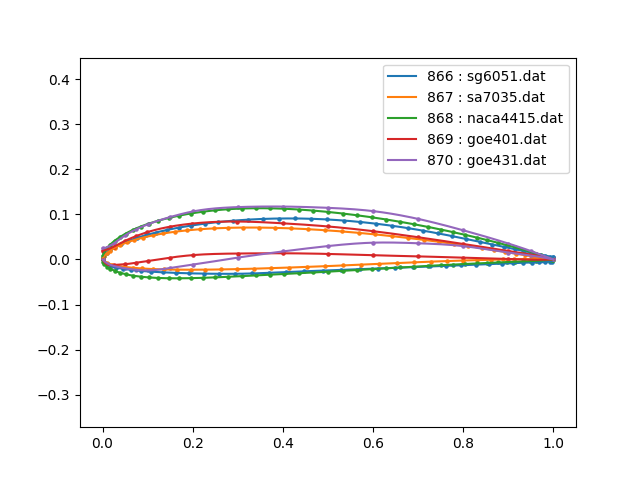 866 : sg6051.dat
867 : sa7035.dat
868 : naca4415.dat
869 : goe401.dat
870 : goe431.dat
0.4
0.3
0.2
0.1
0.0
−0.1
−0.2
−0.3
0.0 0.2 0.4 0.6 0.8 1.0